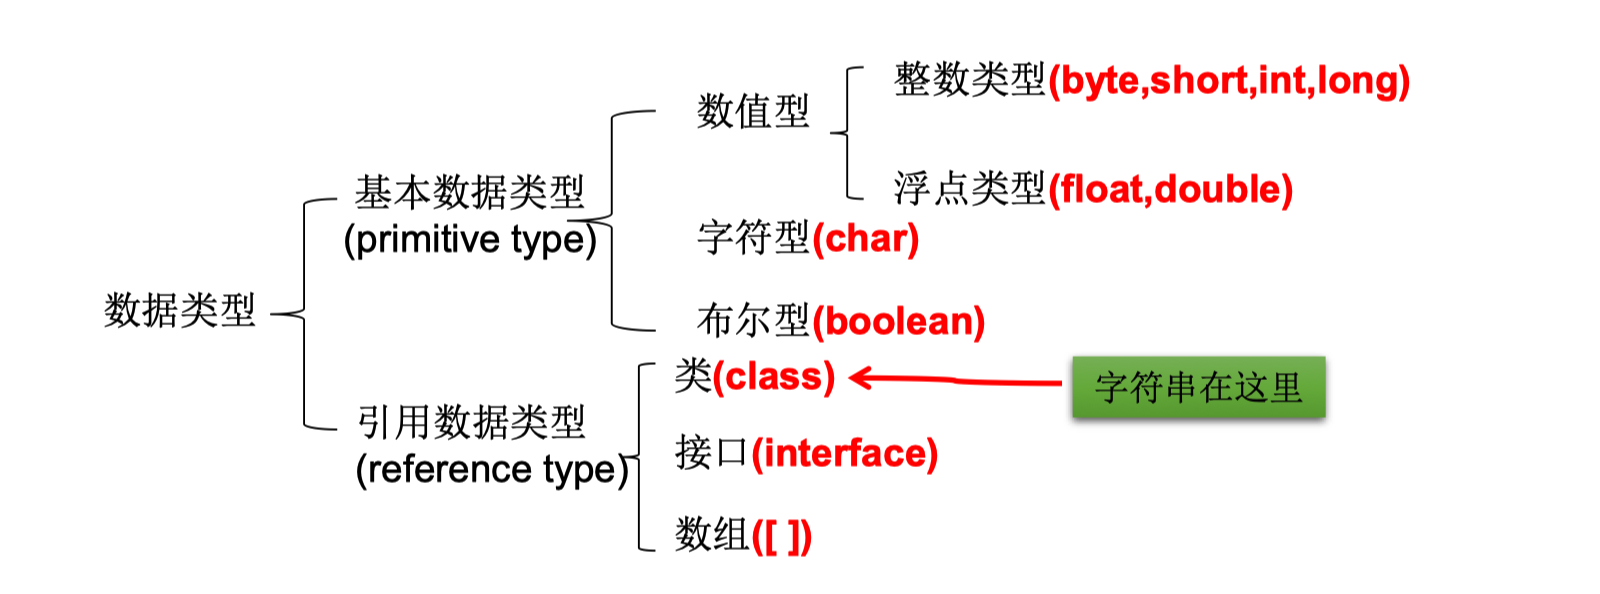 整数类型(byte,short,int,long)
数值型
浮点类型(float,double)
基本数据类型
(primitive type)
字符型(char)
布尔型(boolean)
数据类型
类(class)
字符串在这里
引用数据类型
(reference type)
接口(interface)
数组([ ])